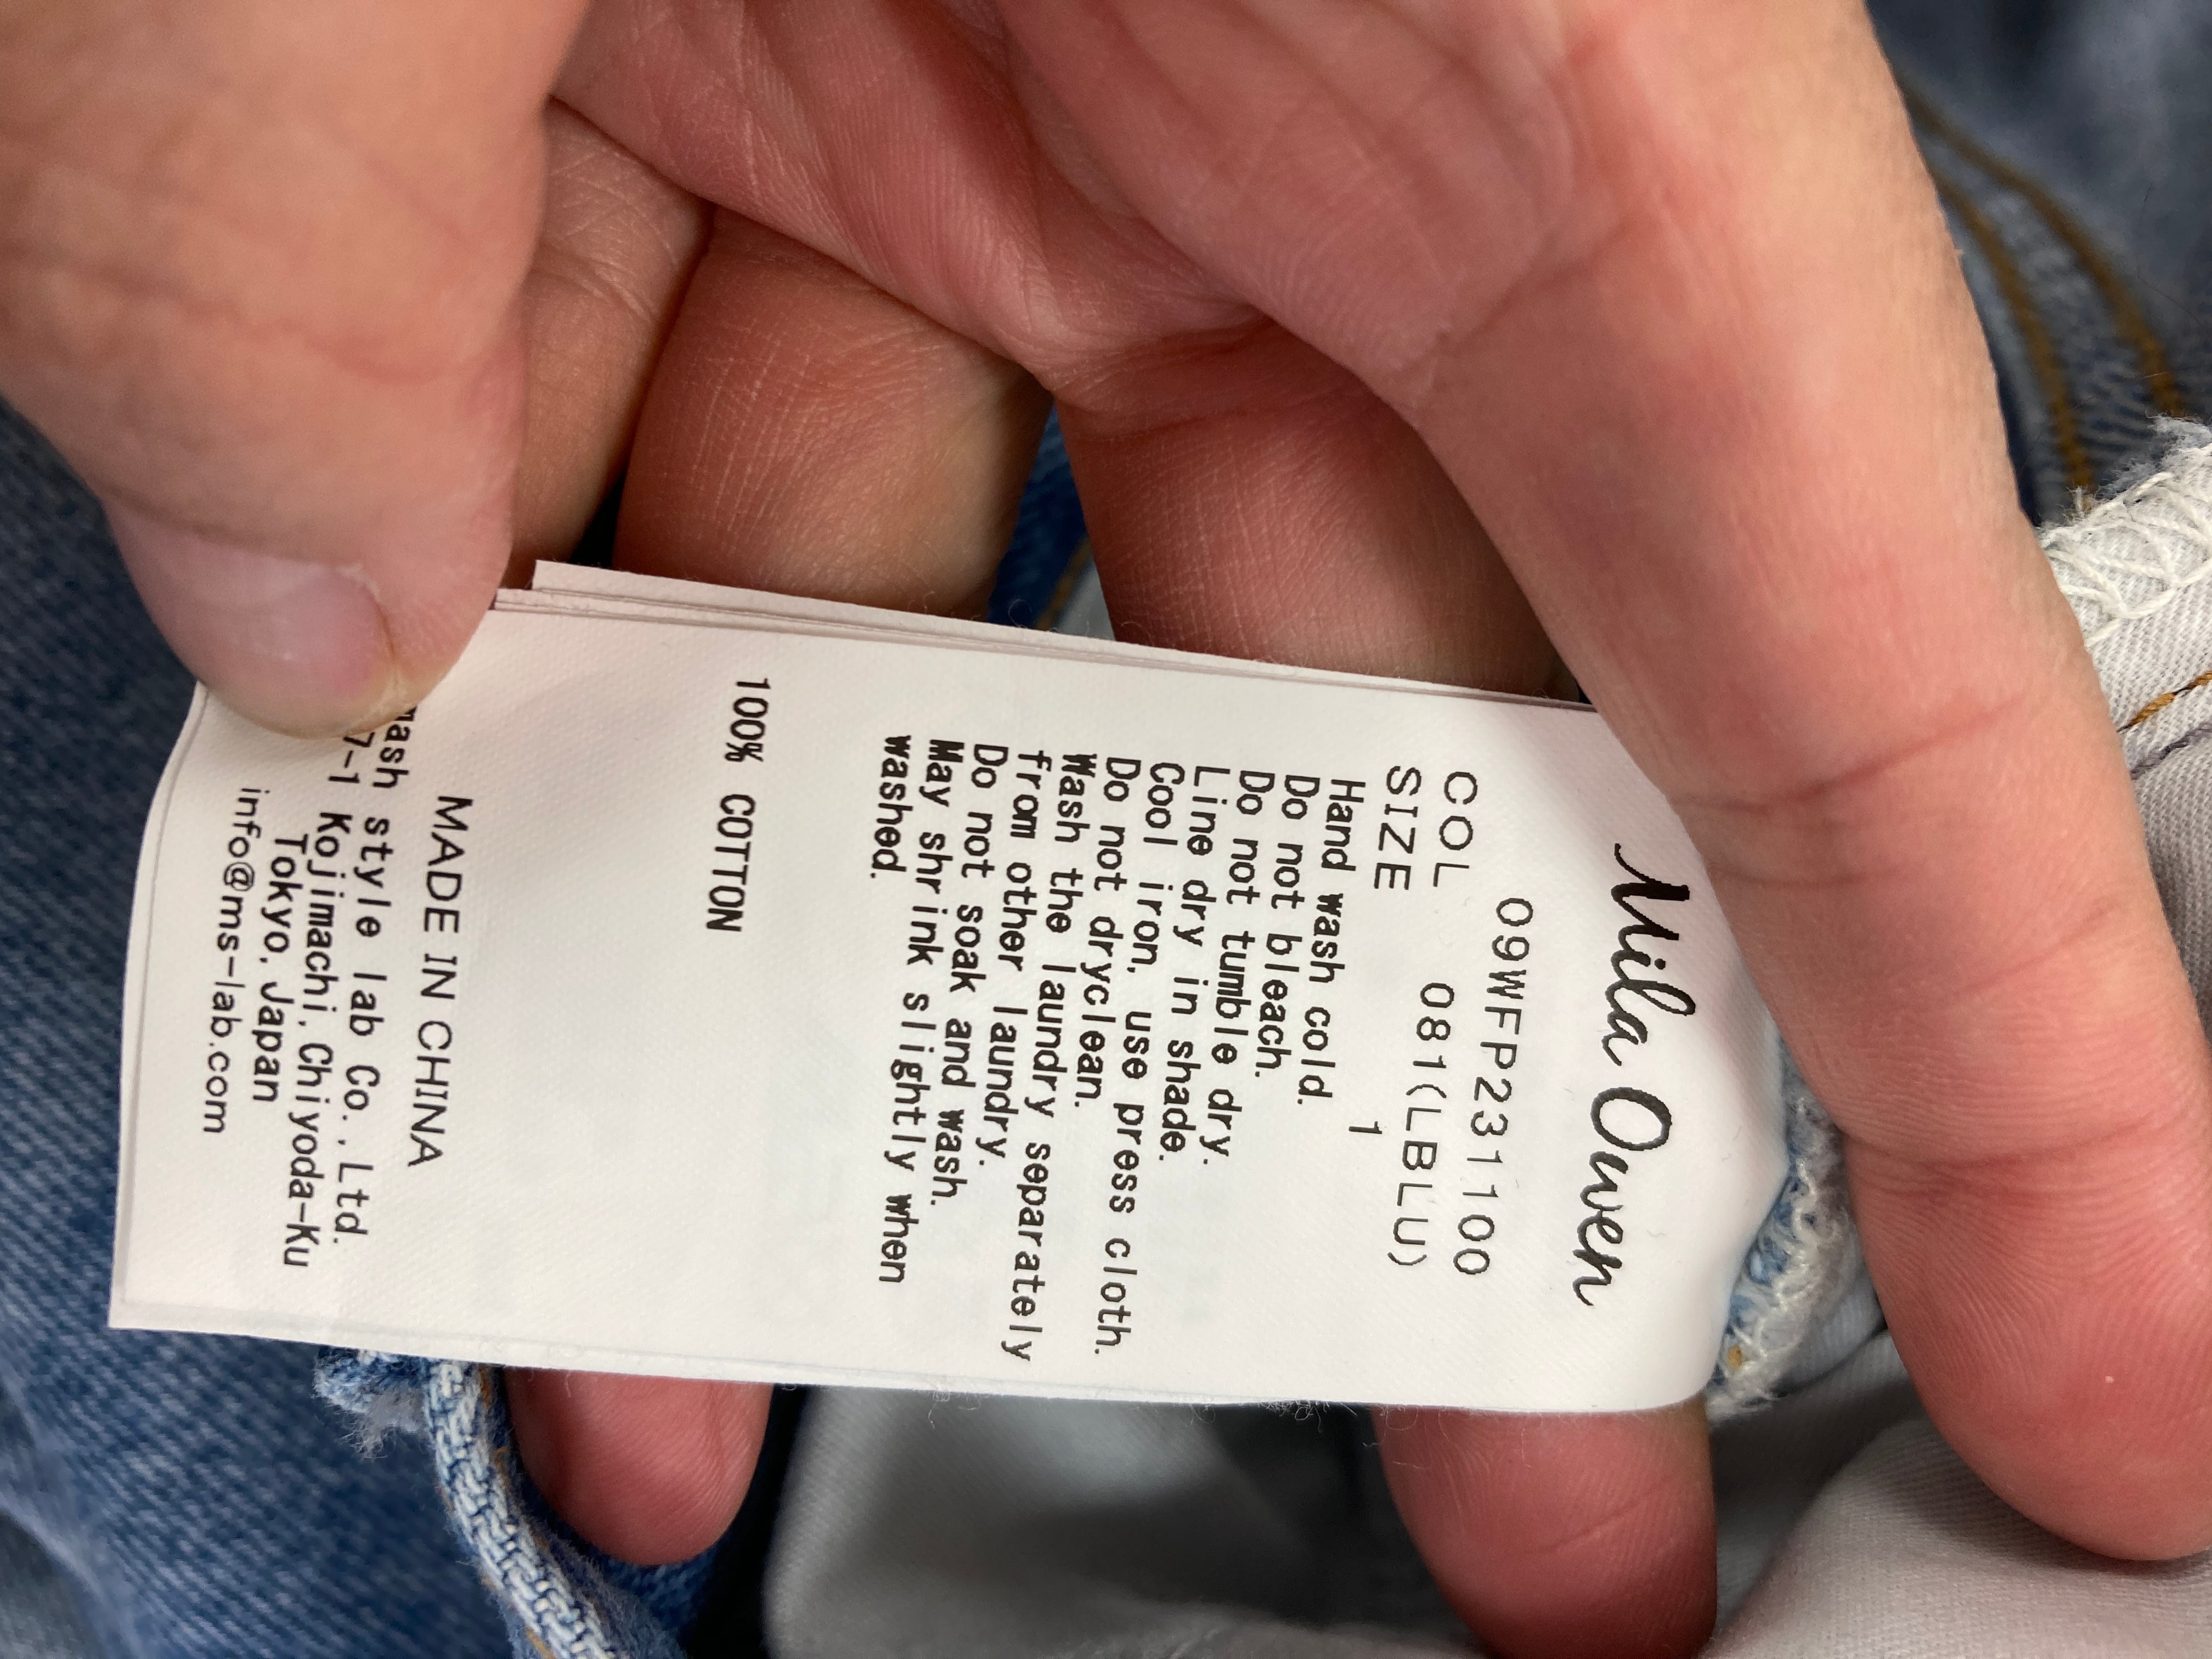 Mila Owen
09WFP231100
COL 081(LBLU)
SIZE 1
Hand wash cold.
Do not bleach.
Do not tumble dry.
Line dry in shade.
Cool iron, use press cloth.
Do not dryclean.
Wash the laundry separately
from other laundry.
Do not soak and wash.
May shrink slightly when
washed.
100% COTTON
MADE IN CHINA
style lab Co.,Ltd.
7-1 Kojimachi,Chiyoda-Ku
Tokyo, Japan
info@ms-lab.com